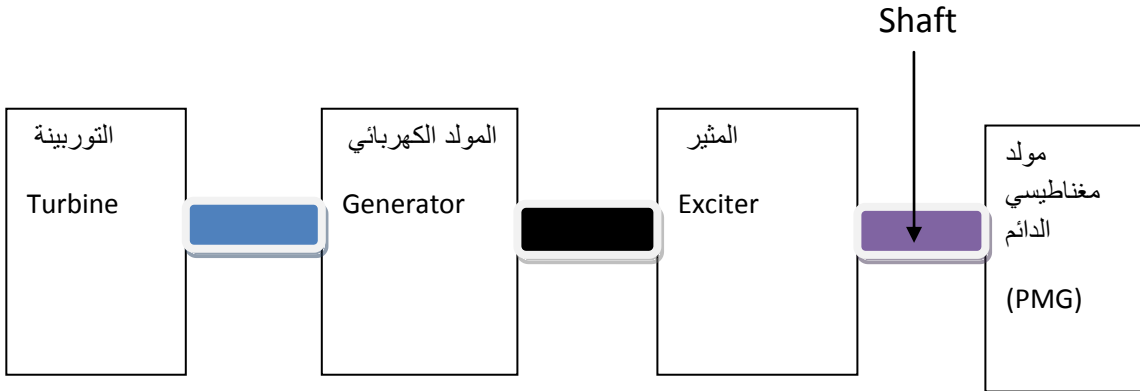 Shaft
التوربينة
Turbine
المولد الكهربائي
Generator
المثير
Exciter
مولد
مغناطيسي
الدائم
(PMG)